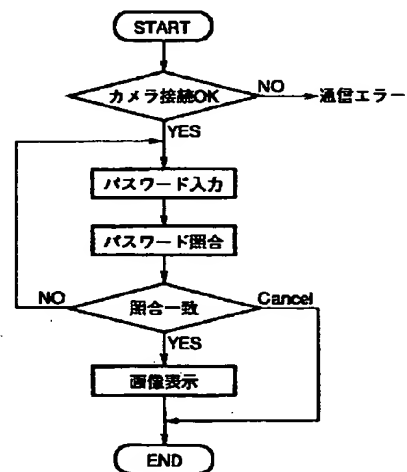 START
カメラ接続OK
NO
通信エラー
YES
パスワード入力
パスワード照合
NO
照合一致
Cancel
YES
画像表示
END